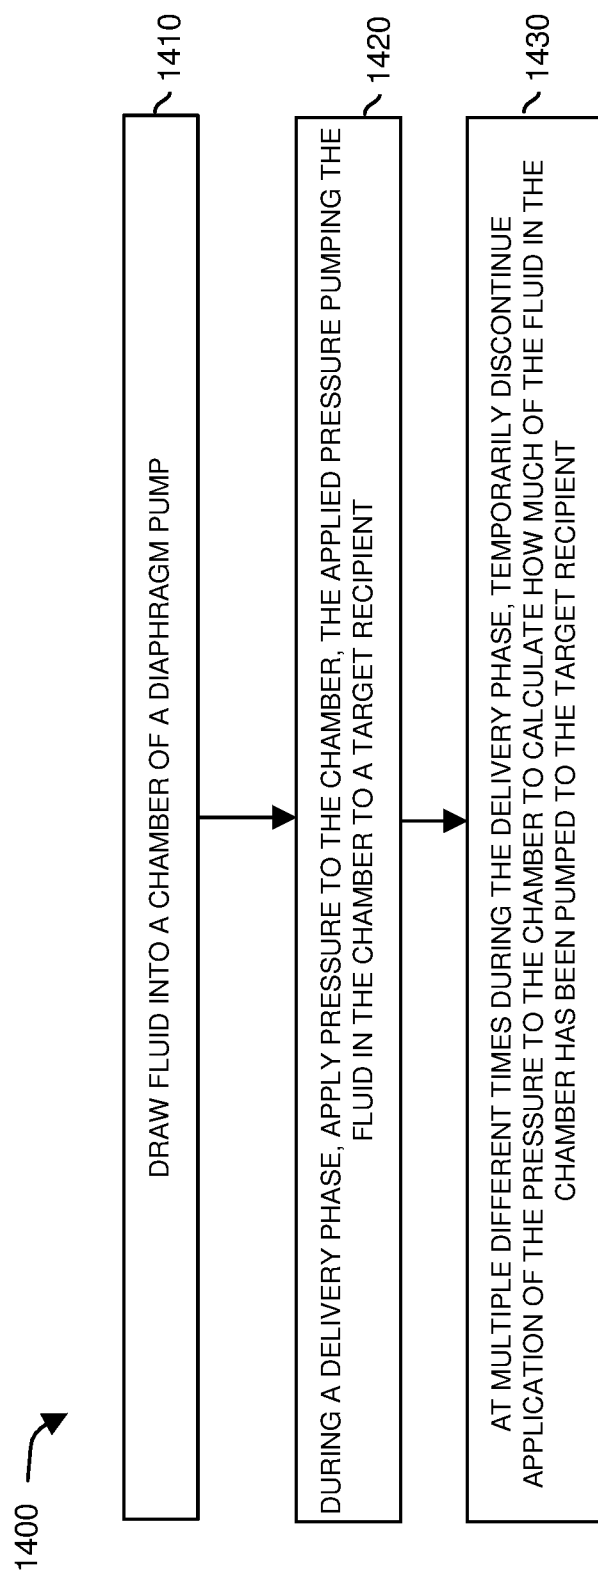 1400
DRAW FLUID INTO A CHAMBER OF A DIAPHRAGM PUMP
1410
DURING A DELIVERY PHASE, APPLY PRESSURE TO THE CHAMBER, THE APPLIED PRESSURE PUMPING THE
FLUID IN THE CHAMBER TO A TARGET RECIPIENT
1420
AT MULTIPLE DIFFERENT TIMES DURING THE DELIVERY PHASE, TEMPORARILY DISCONTINUE
APPLICATION OF THE PRESSURE TO THE CHAMBER TO CALCULATE HOW MUCH OF THE FLUID IN THE
CHAMBER HAS BEEN PUMPED TO THE TARGET RECIPIENT
1430